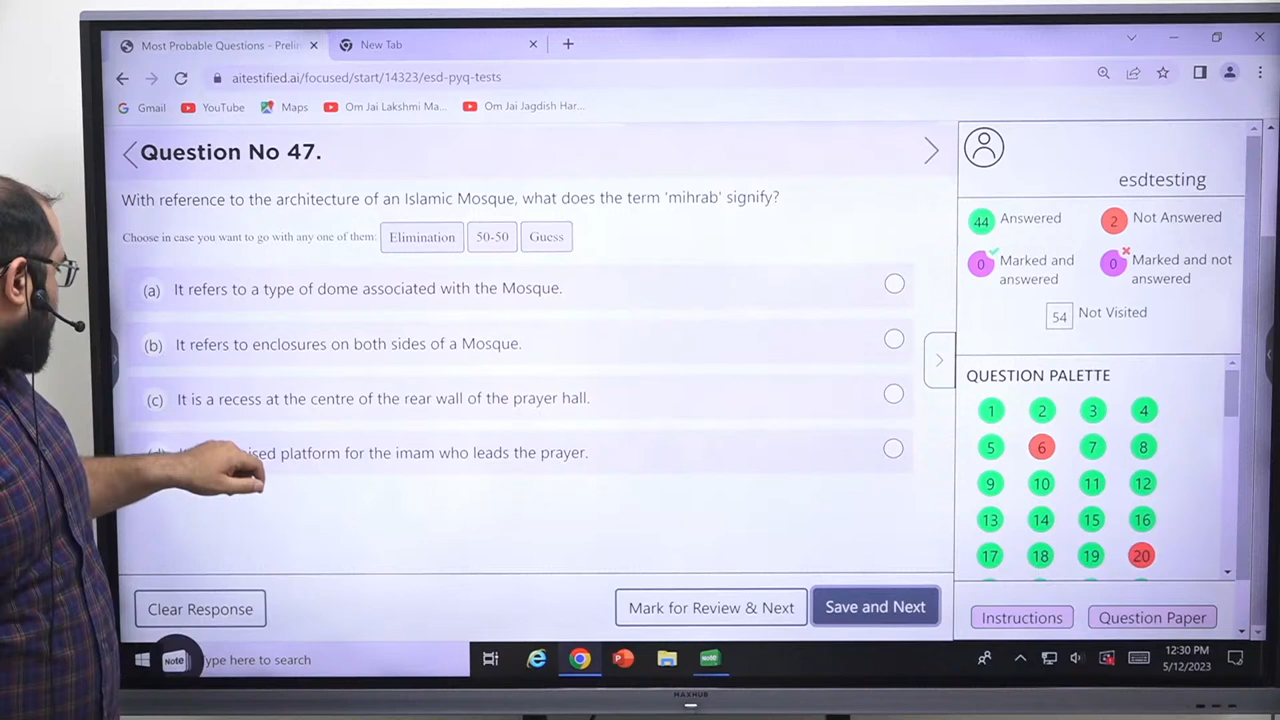 Most Probable Questions - Prelin
New Tab
aitestified.ai/focused/start/14323/esd-pyq-tests
Gmail
YouTube
Maps
Om Jai Lakshmi Ma...
Om Jai Jagdish Har...
Question No 47.
With reference to the architecture of an Islamic Mosque, what does the term 'mihrab' signify?
Choose in case you want to go with any one of them:
Elimination
50-50
Guess
(a) It refers to a type of dome associated with the Mosque.
(b) It refers to enclosures on both sides of a Mosque.
(c) It is a recess at the centre of the rear wall of the prayer hall.
platform for the imam who leads the prayer.
Clear Response
Mark for Review & Next
Save and Next
esdtesting
44 Answered
2 Not Answered
0 Marked and
answered
0 Marked and not
answered
54 Not Visited
QUESTION PALETTE
1 2 3 4
5 6 7 8
9 10 11 12
13 14 15 16
17 18 19 20
Instructions
Question Paper
Note
ype here to search
Note
12:30 PM
5/12/2023
MAXHUB